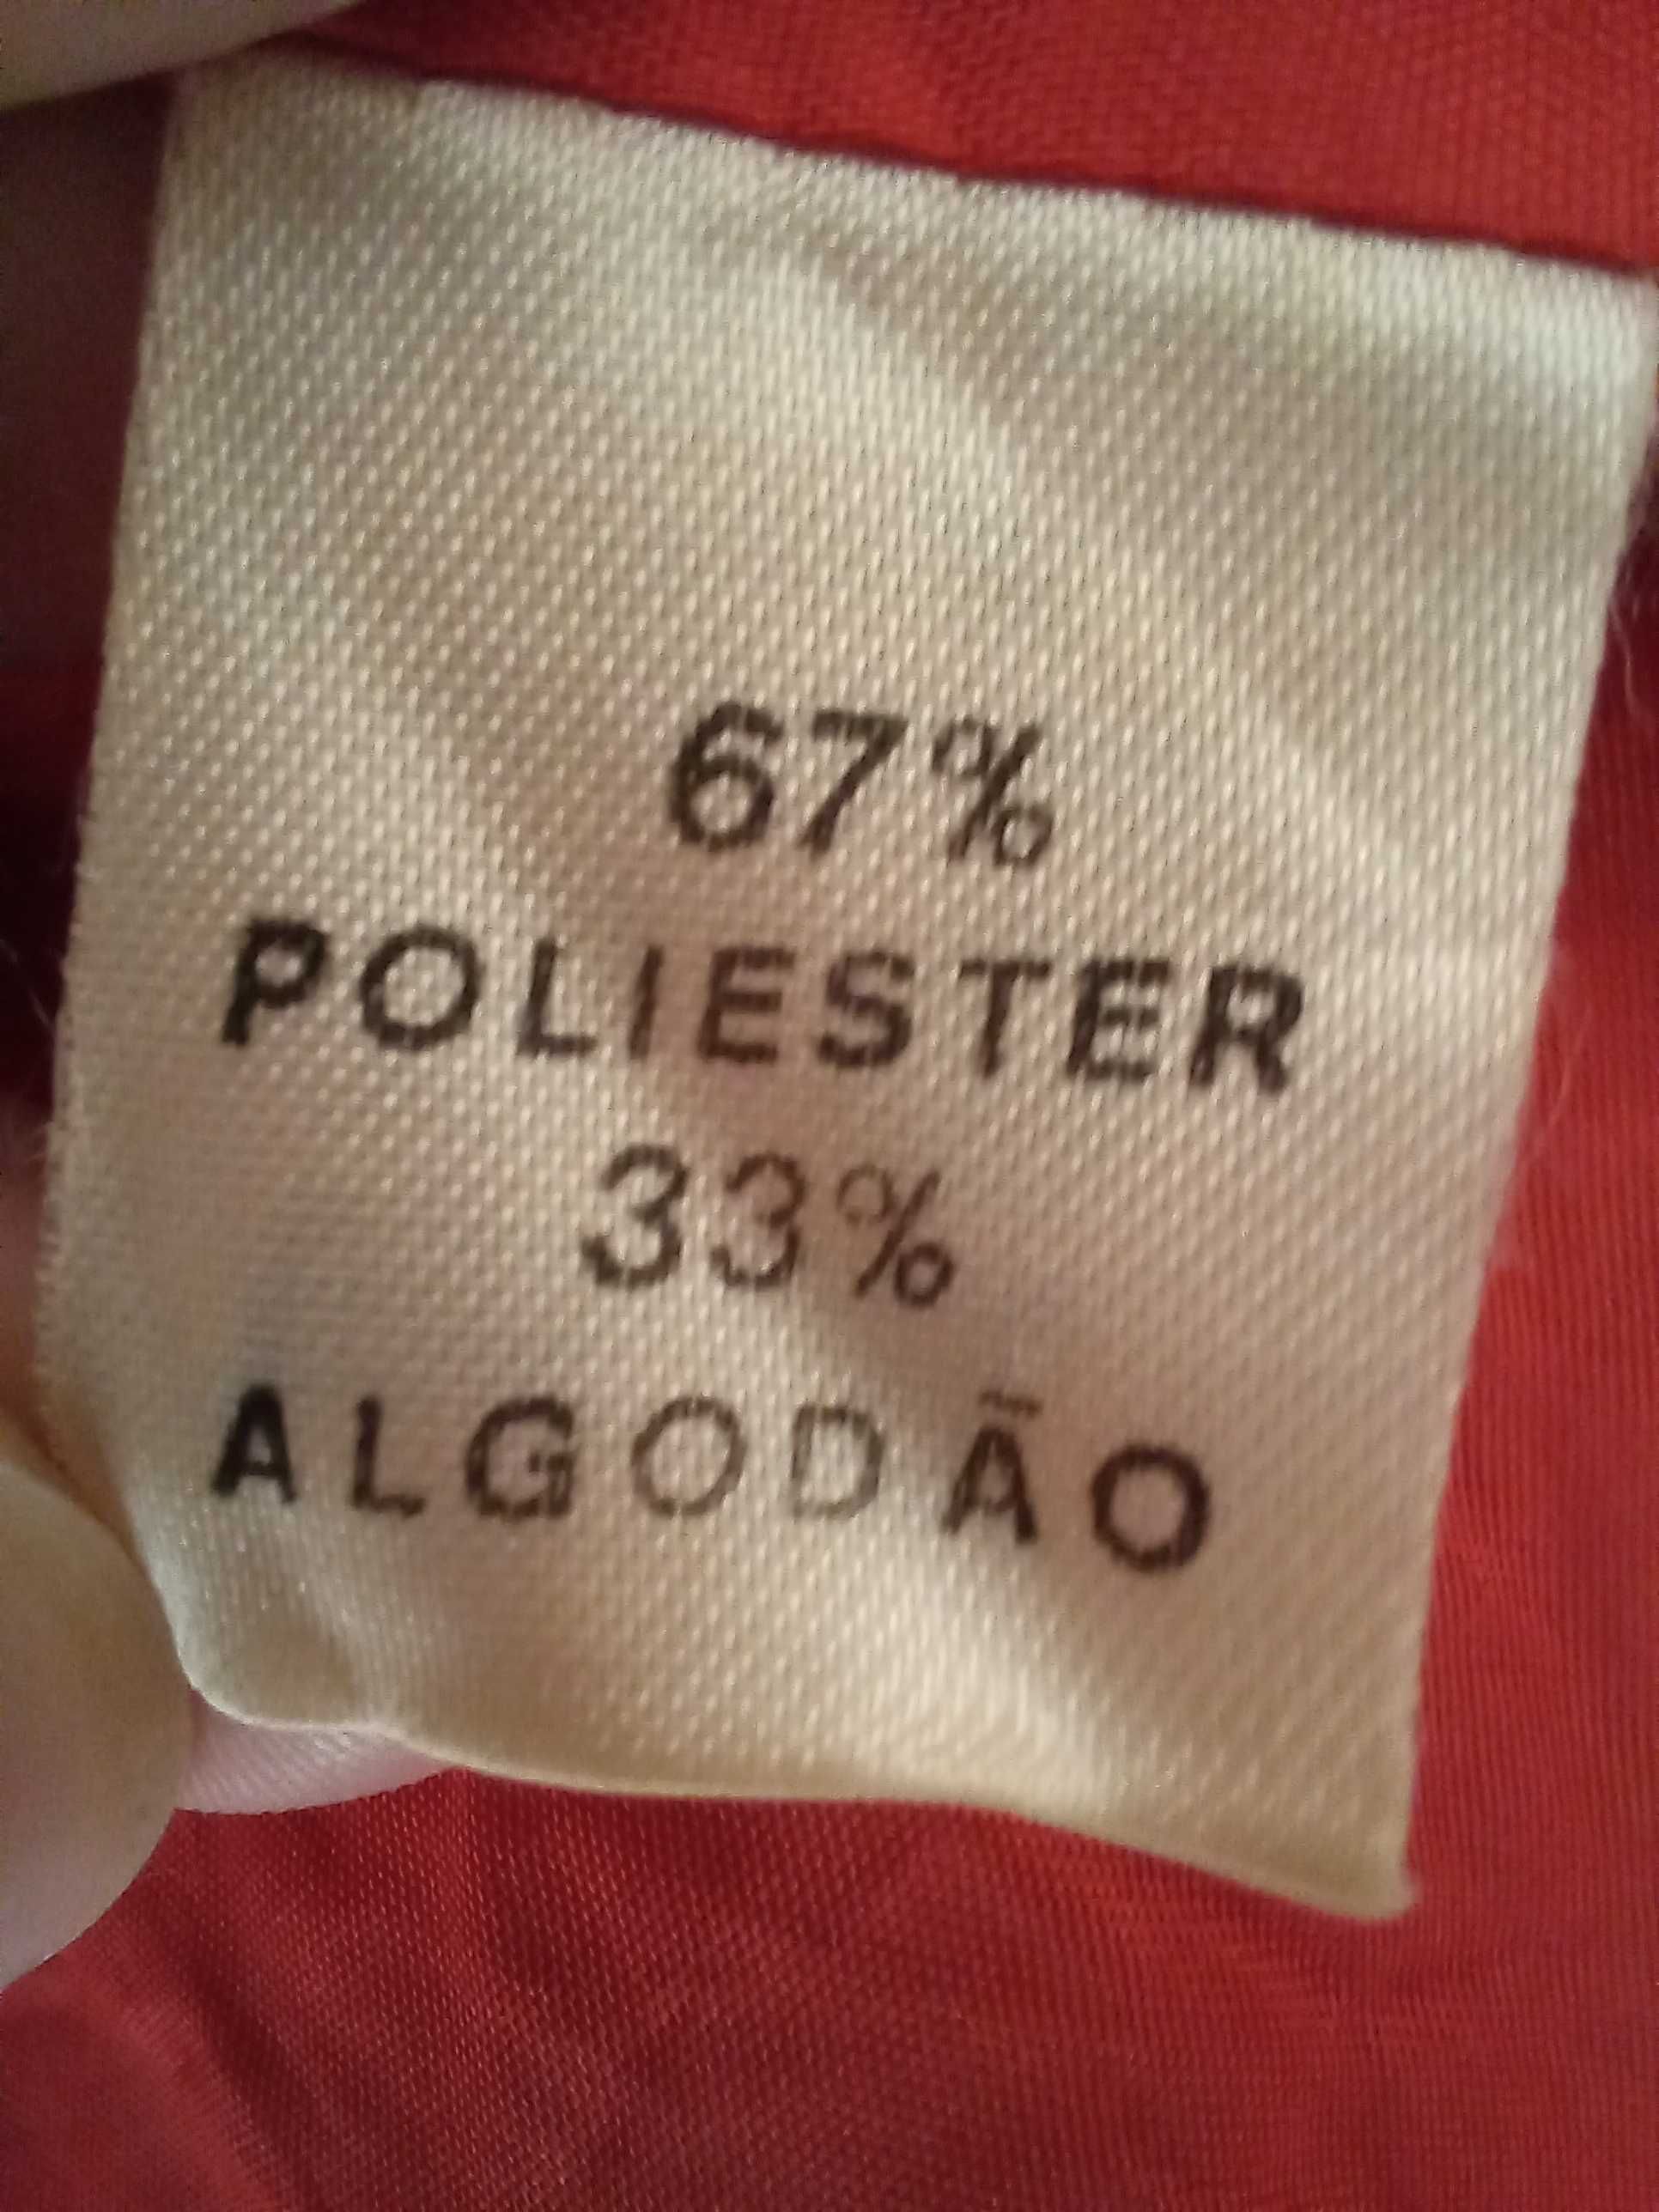 67%
POLIESTER
33%
ALGODÃO